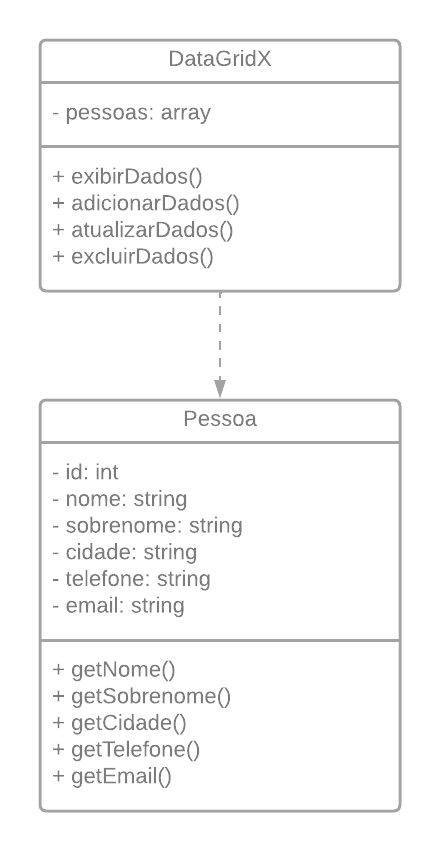 DataGridX
- pessoas: array
+ exibirDados()
+ adicionarDados()
+ atualizarDados()
+ excluirDados()
Pessoa
- id: int
- nome: string
- sobrenome: string
- cidade: string
- telefone: string
- email: string
+ getNome()
+ getSobrenome()
+ getCidade()
+ getTelefone()
+ getEmail()